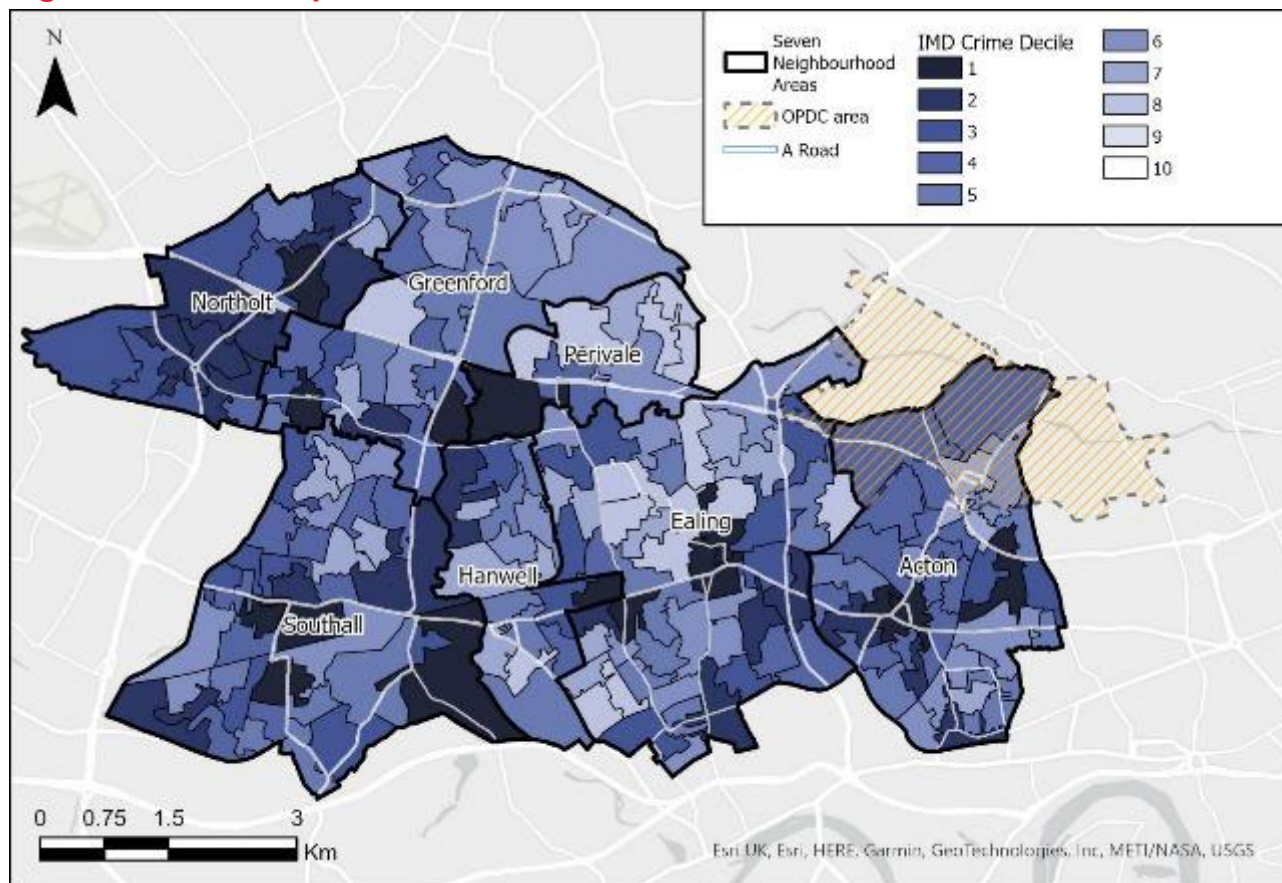 N
Seven
Neighbourhood
Areas
OPDC area
A Road
IMD Crime Decile
1
2
3
4
5
6
7
8
9
10
Northolt
Greenford
Perivale
Ealing
Hanwell
Acton
Southall
0 0.75 1.5 3
Km
Esri UK, Esri, HERE, Garmin, GeoTechnologies, Inc, METI/NASA, USGS